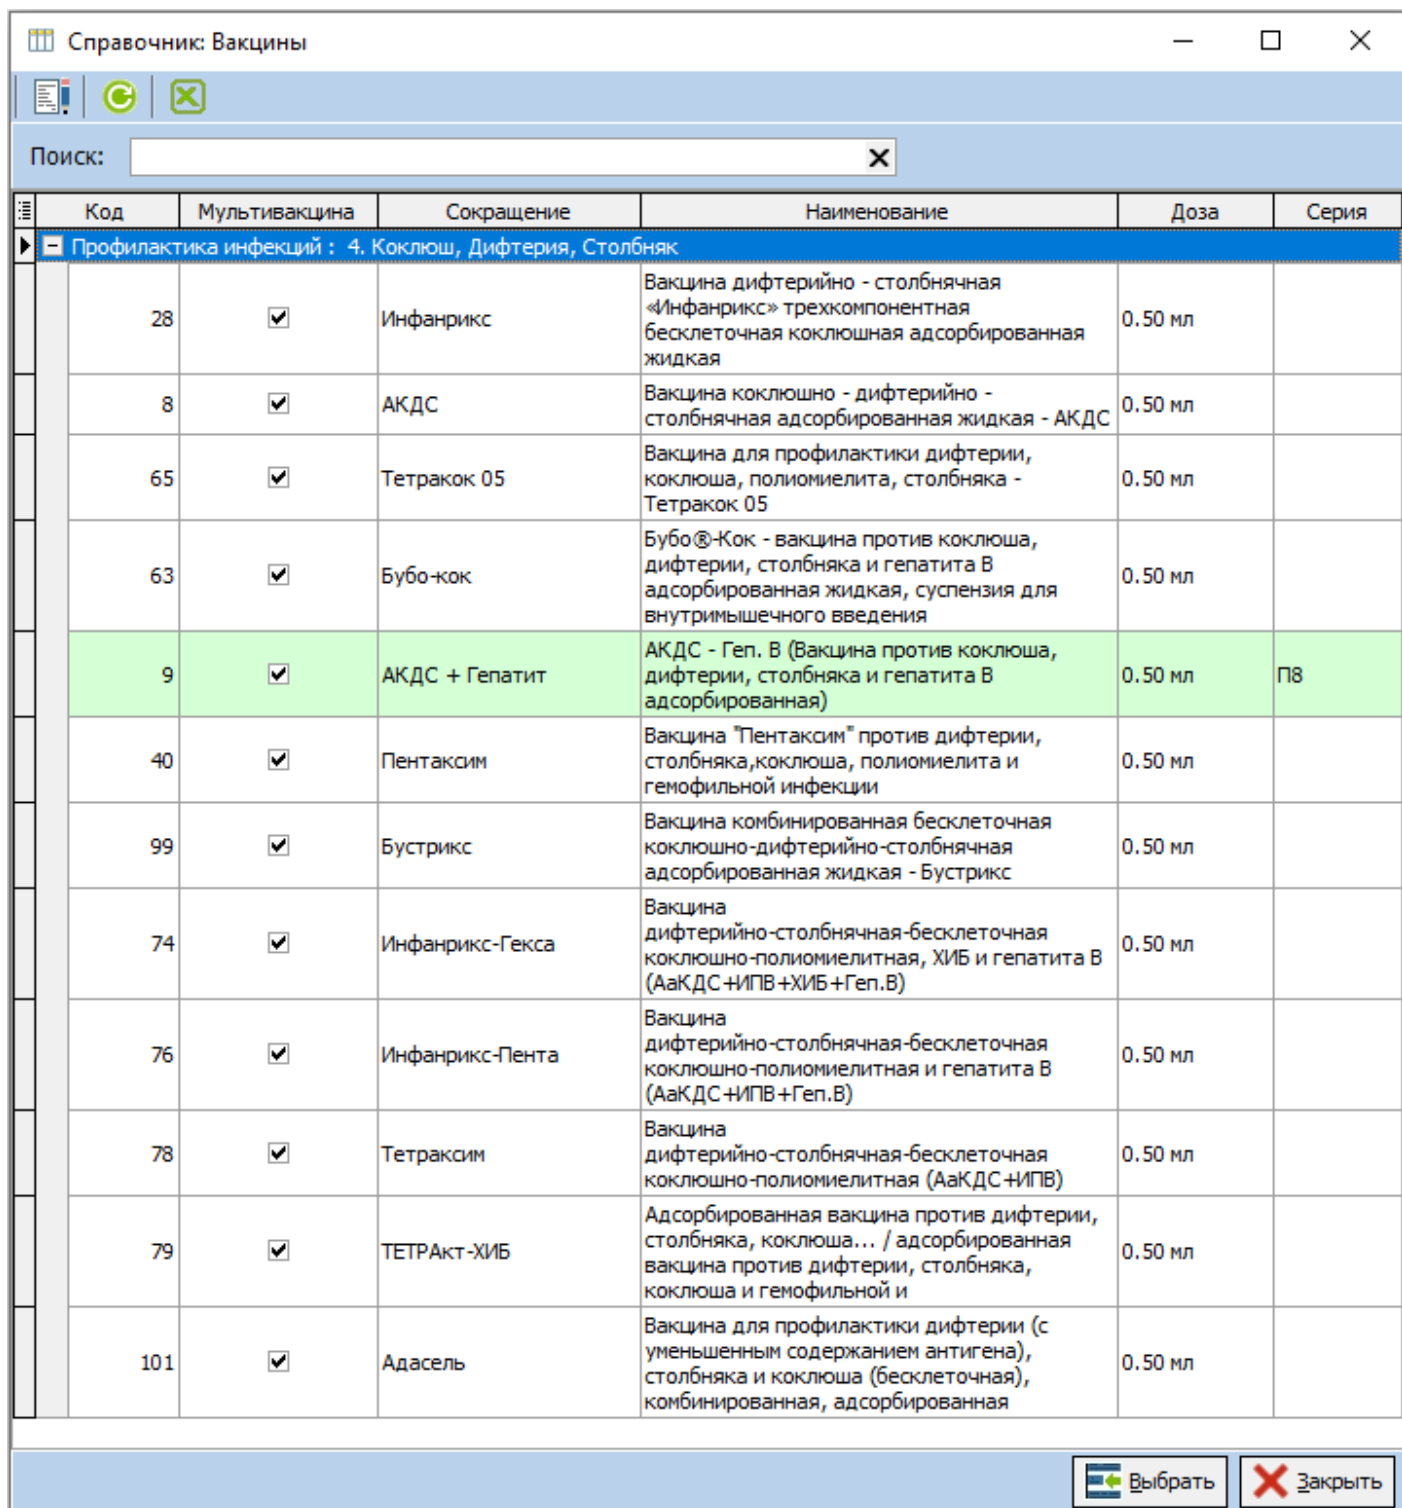 Справочник: Вакцины
Поиск:
Код Мультивакцина Сокращение Наименование Доза Серия
Профилактика инфекций : 4. Коклюш, Дифтерия, Столбняк
Вакцина дифтерийно - столбнячная
«Инфанрикс» трехкомпонентная
28 Инфанрикс 0.50 мл
бесклеточная коклюшная адсорбированная
жидкая
Вакцина коклюшно - дифтерийно -
8 АКДС 0.50 мл
столбнячная адсорбированная жидкая - АКДС
Вакцина для профилактики дифтерии,
65 Тетракок 05 коклюша, полиомиелита, столбняка - 0.50 мл
Тетракок 05
Бубо®-Кок - вакцина против коклюша,
дифтерии, столбняка и гепатита В
63 Бубо-кок 0.50 мл
адсорбированная жидкая, суспензия для
внутримышечного введения
АКДС - Геп. В (Вакцина против коклюша,
9 АКДС + Гепатит дифтерии, столбняка и гепатита В 0.50 мл П8
адсорбированная)
Вакцина "Пентаксим" против дифтерии,
40 Пентаксим столбняка,коклюша, полиомиелита и 0.50 мл
гемофильной инфекции
Вакцина комбинированная бесклеточная
99 Бустрикс коклюшно-дифтерийно-столбнячная 0.50 мл
адсорбированная жидкая - Бустрикс
Вакцина
дифтерийно-столбнячная-бесклеточная
74 Инфанрикс-Гекса 0.50 мл
коклюшно-полиомиелитная, ХИБ и гепатита В
(АаКДС+ИПВ+ХИБ+Геп.В)
Вакцина
дифтерийно-столбнячная-бесклеточная
76 Инфанрикс-Пента 0.50 мл
коклюшно-полиомиелитная и гепатита В
(АаКДС+ИПВ+Геп.В)
Вакцина
78 Тетраксим дифтерийно-столбнячная-бесклеточная 0.50 мл
коклюшно-полиомиелитная (АаКДС+ИПВ)
Адсорбированная вакцина против дифтерии,
столбняка, коклюша... / адсорбированная
79 ТЕТРАкт-ХИБ 0.50 мл
вакцина против дифтерии, столбняка,
коклюша и гемофильной и
Вакцина для профилактики дифтерии (с
уменьшенным содержанием антигена),
101 Адасель 0.50 мл
столбняка и коклюша (бесклеточная),
комбинированная, адсорбированная
Выбрать Закрыть